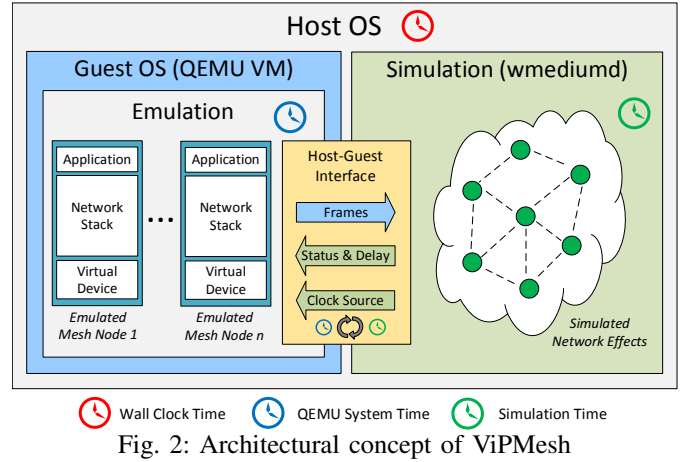 Host OS
Guest OS (QEMU VM)
Simulation (wmediumd)
Emulation
Application
Network
Stack
Virtual
Device
Emulated
Mesh Node 1
...
Application
Network
Stack
Virtual
Device
Emulated
Mesh Node n
Host-Guest
Interface
Frames
Status & Delay
Clock Source
Simulated
Network Effects
Wall Clock Time
QEMU System Time
Simulation Time
Fig. 2: Architectural concept of ViPMesh